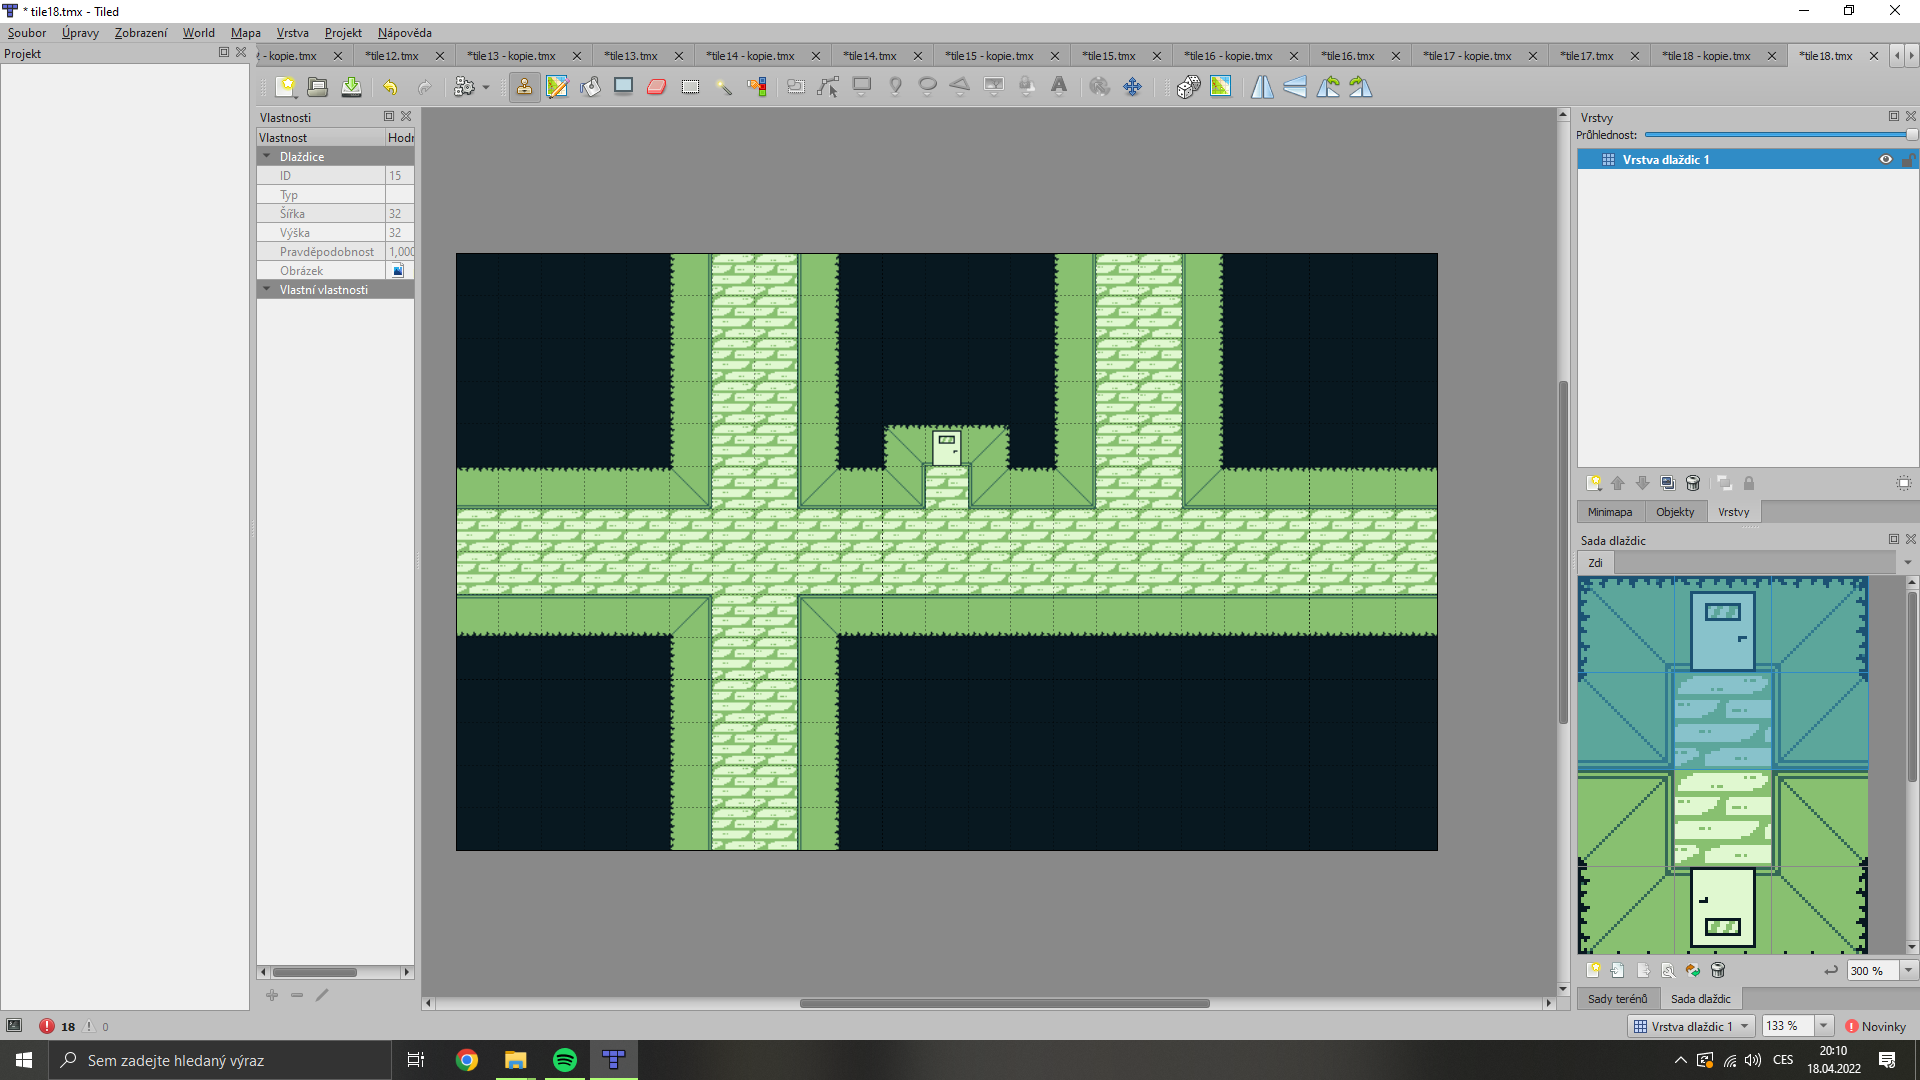 * tile18.tmx - Tiled
Soubor Úpravy Zobrazení World Mapa Vrstva Projekt Nápověda
Projekt
- kopie.tmx *tile12.tmx *tile13 - kopie.tmx *tile13.tmx *tile14 - kopie.tmx *tile14.tmx *tile15 - kopie.tmx *tile15.tmx *tile16 - kopie.tmx *tile16.tmx *tile17 - kopie.tmx *tile17.tmx *tile18 - kopie.tmx *tile18.tmx
Vlastnosti
Vlastnost Hodr
Dlaždice
ID 15
Typ
Šířka 32
Výška 32
Pravděpodobnost 1,000
Obrázek
Vlastní vlastnosti
Vrstvy
Průhlednost:
Vrstva dlaždic 1
Minimapa Objekty Vrstvy
Sada dlaždic
Zdi
300 %
Sady terénů Sada dlaždic
18 0
Vrstva dlaždic 1 133 % Novinky
Sem zadejte hledaný výraz
CES
20:10
18.04.2022